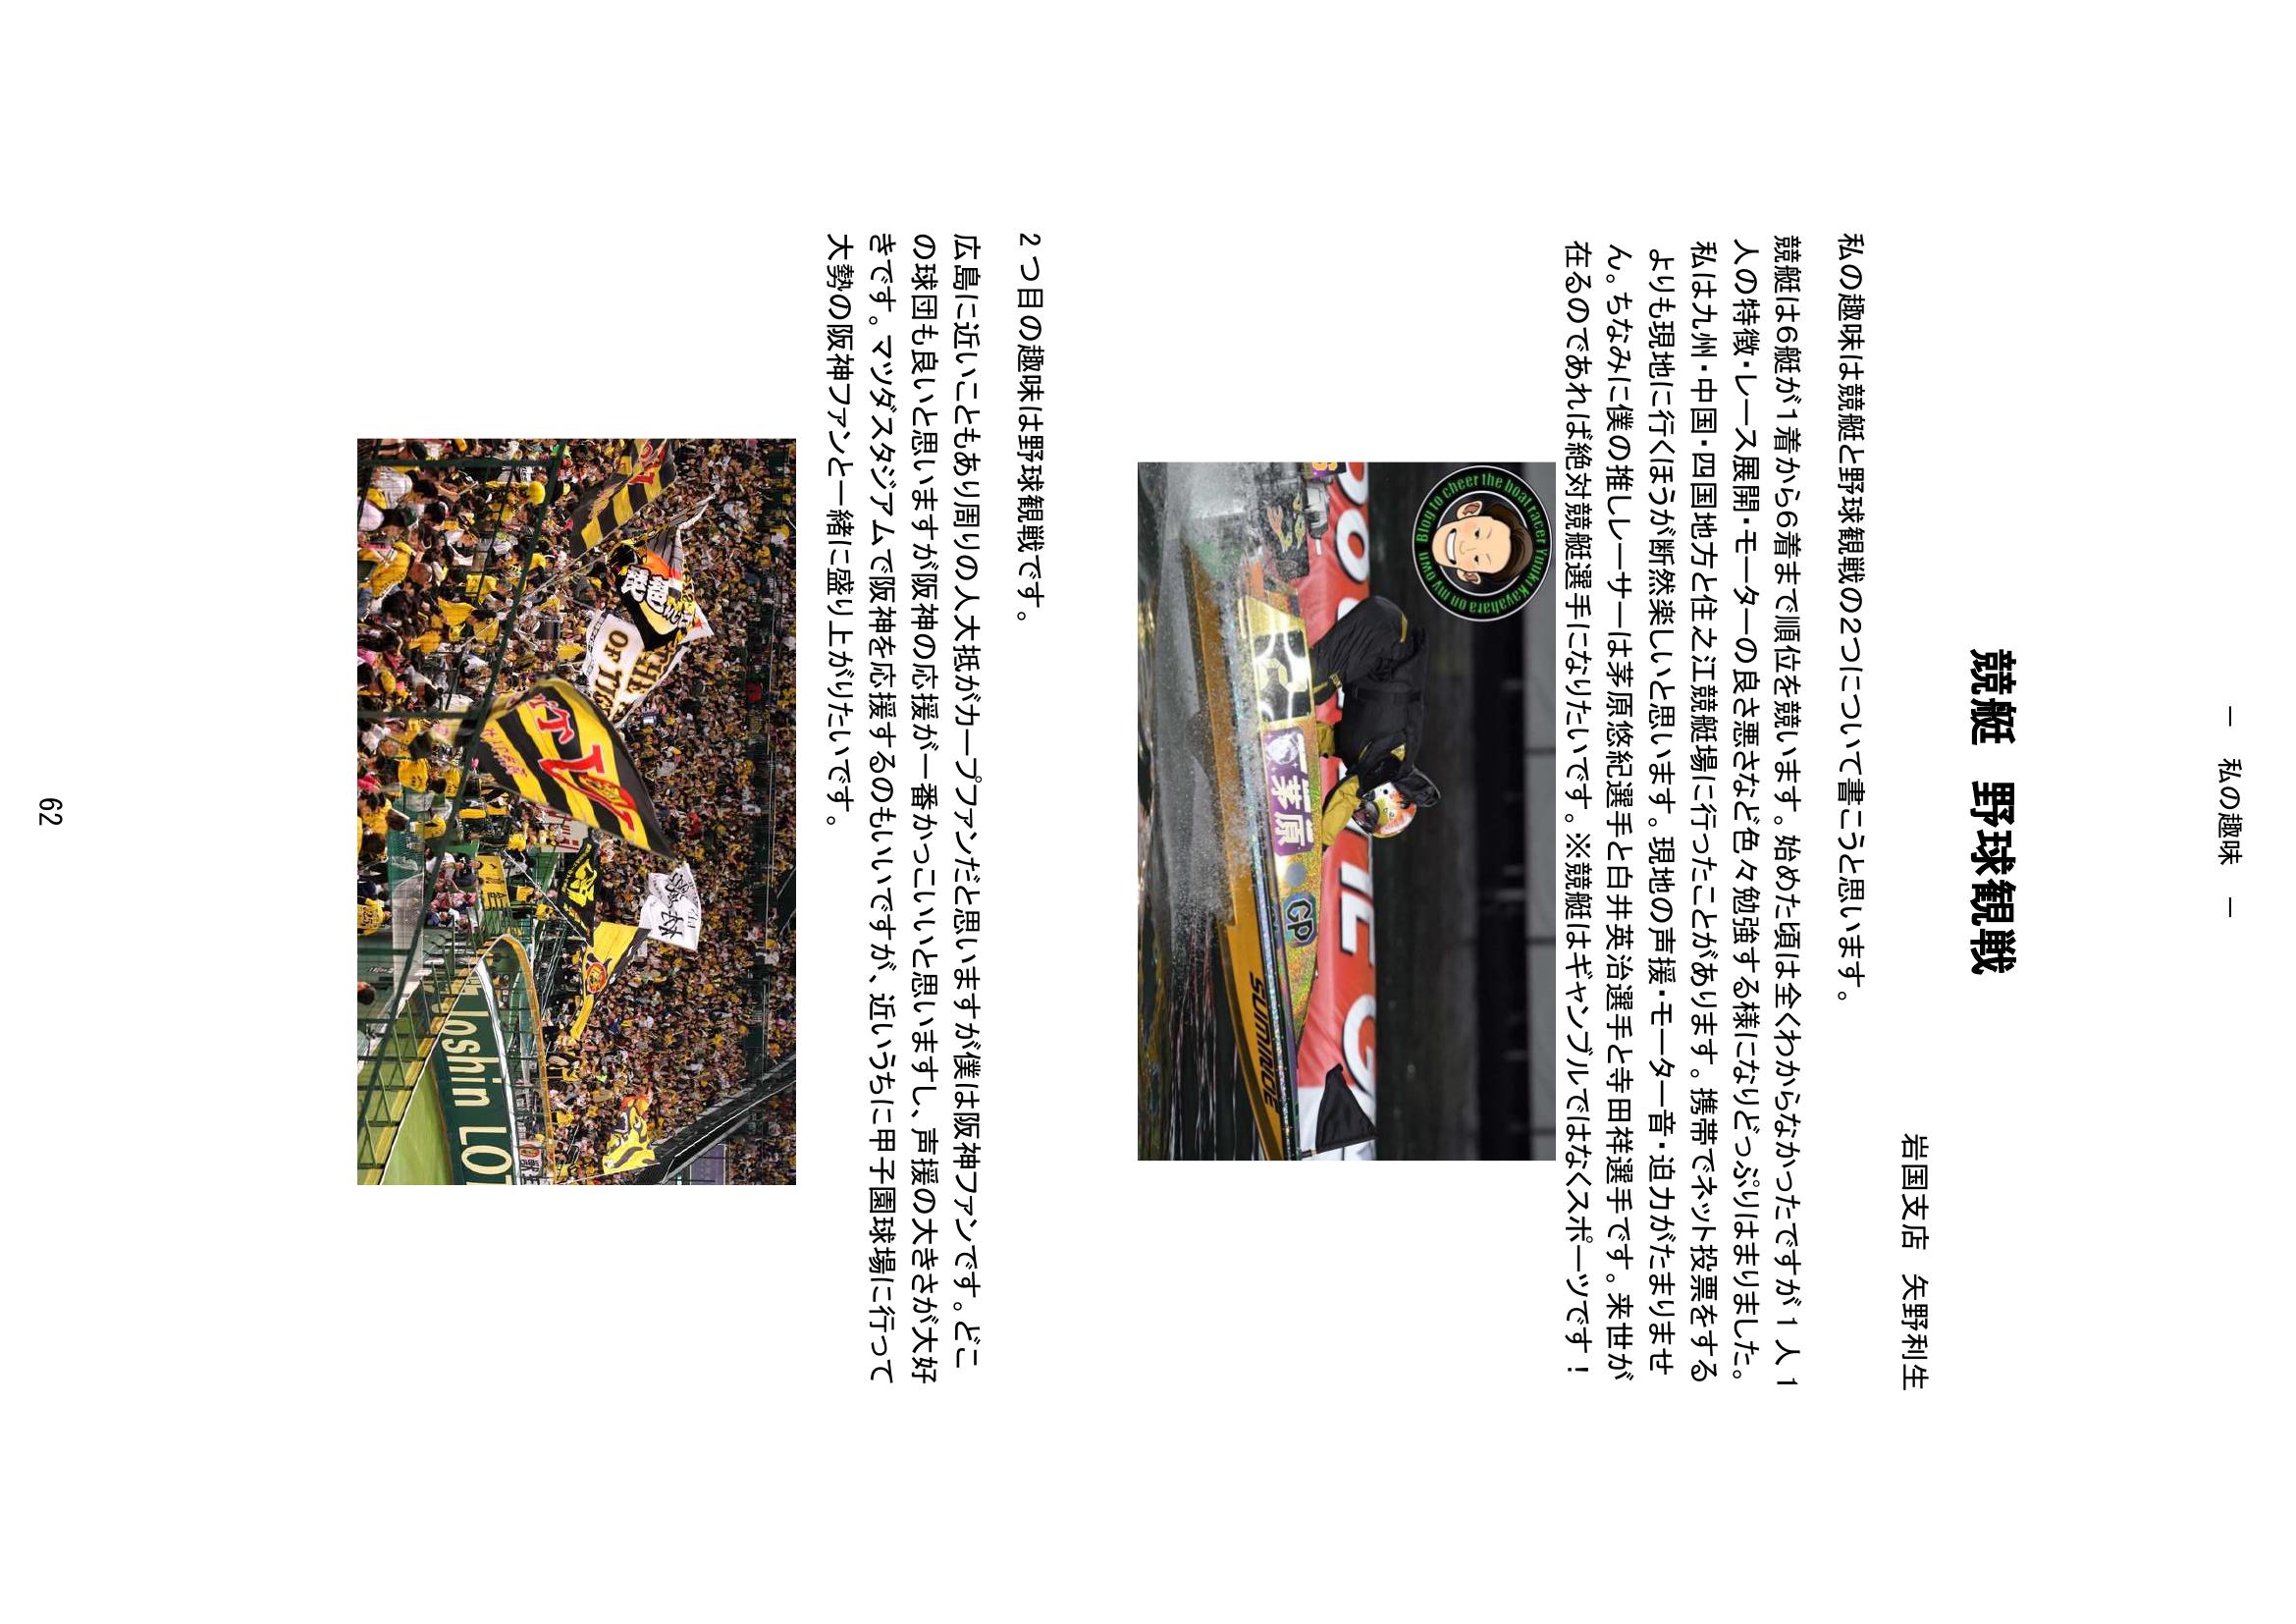 ― 私の趣味 ―
競艇 野球観戦
岩国支店 矢野利生
私の趣味は競艇と野球観戦の2つについて書こうと思います。
競艇は6艇が1着から6着まで順位を競います。始めた頃は全くわからなかったですが1人1
人の特徴・レース展開・モーターの良さ悪さなど色々勉強する様になりどっぷりはまりました。
私は九州・中国・四国地方と住之江競艇場に行ったことがあります。携帯でネット投票をする
よりも現地に行くほうが断然楽しいと思います。現地の声援・モーター音・迫力がたまりませ
ん。ちなみに僕の推しレーサーは茅原悠紀選手と白井英治選手と寺田祥選手です。来世が
在るのであれば絶対競艇選手になりたいです。※競艇はギャンブルではなくスポーツです!
Blog to cheer the boatracer Yuuki Kayahara on my own
茅原
GP
SUMINOE
2つ目の趣味は野球観戦です。
広島に近いこともあり周りの人大抵がカープファンだと思いますが僕は阪神ファンです。どこ
の球団も良いと思いますが阪神の応援が一番かっこいいと思いますし、声援の大きさが大好
きです。マツダスタジアムで阪神を応援するのもいいですが、近いうちに甲子園球場に行って
大勢の阪神ファンと一緒に盛り上がりたいです。
THE
OF TI
Joshin
62